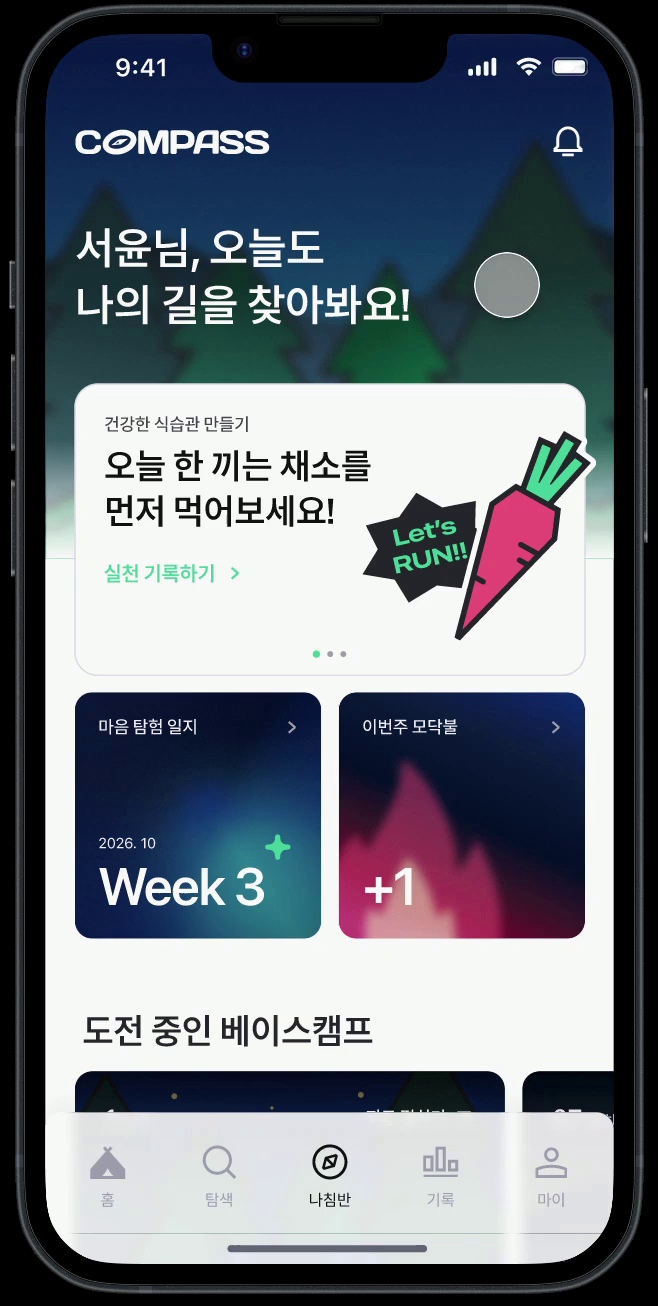 9:41
COMPASS
서윤님, 오늘도
나의 길을 찾아봐요!
건강한 식습관 만들기
오늘 한 끼는 채소를
먼저 먹어보세요!
실천 기록하기
Let's
RUN!!
마음 탐험 일지
2026. 10
Week 3
이번주 모닥불
+1
도전 중인 베이스캠프
홈
탐색
나침반
기록
마이